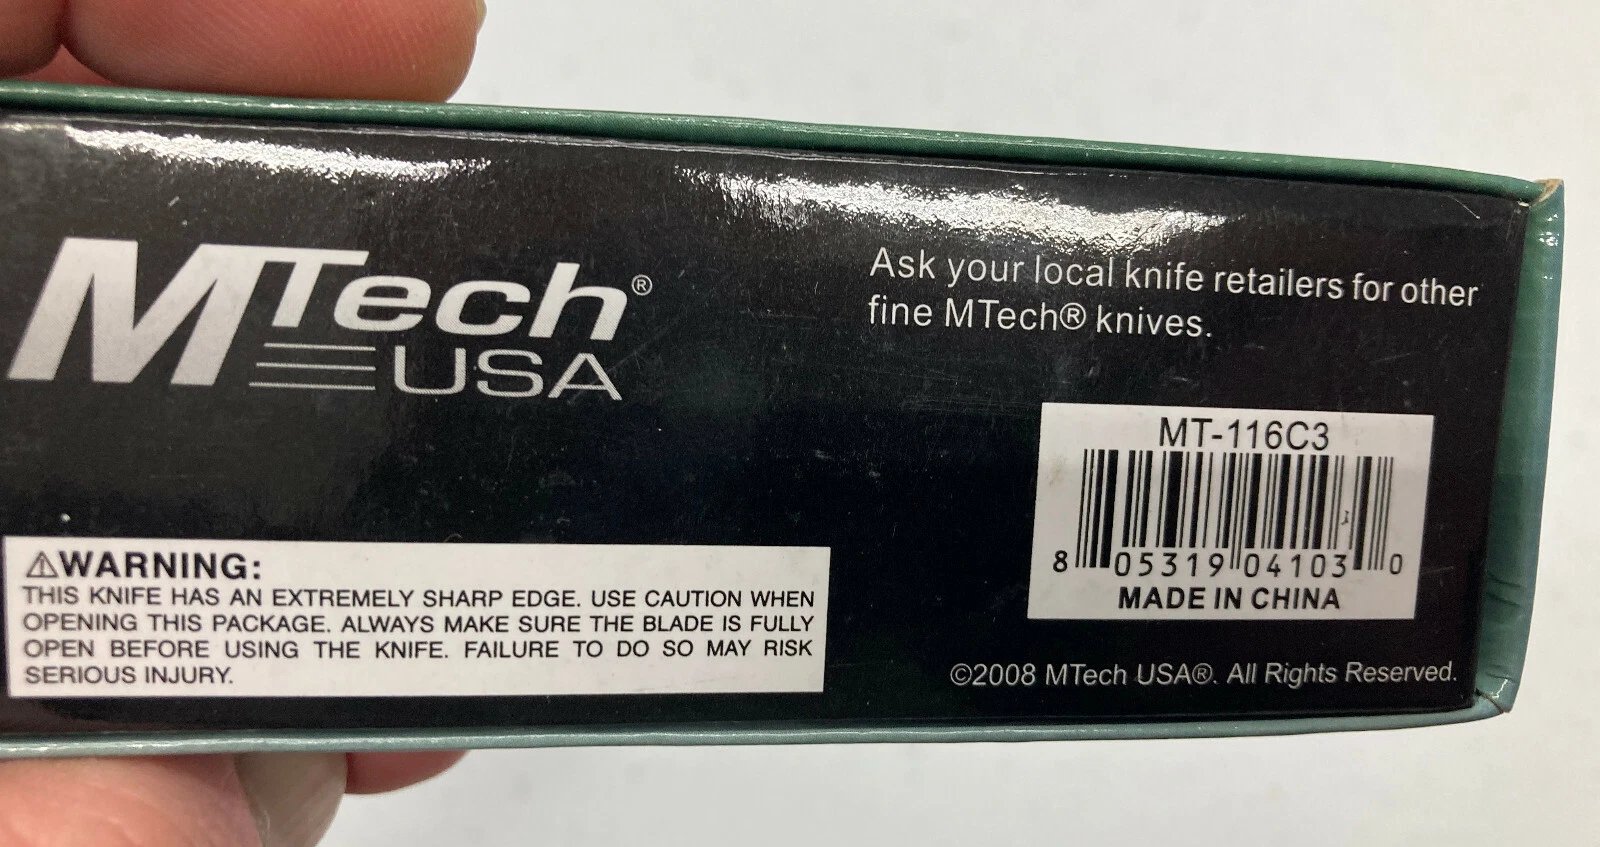 MTech®
USA
Ask your local knife retailers for other
fine MTech® knives.
MT-116C3
8 05319 04103 0
MADE IN CHINA
⚠WARNING:
THIS KNIFE HAS AN EXTREMELY SHARP EDGE. USE CAUTION WHEN
OPENING THIS PACKAGE. ALWAYS MAKE SURE THE BLADE IS FULLY
OPEN BEFORE USING THE KNIFE. FAILURE TO DO SO MAY RISK
SERIOUS INJURY.
©2008 MTech USA®. All Rights Reserved.